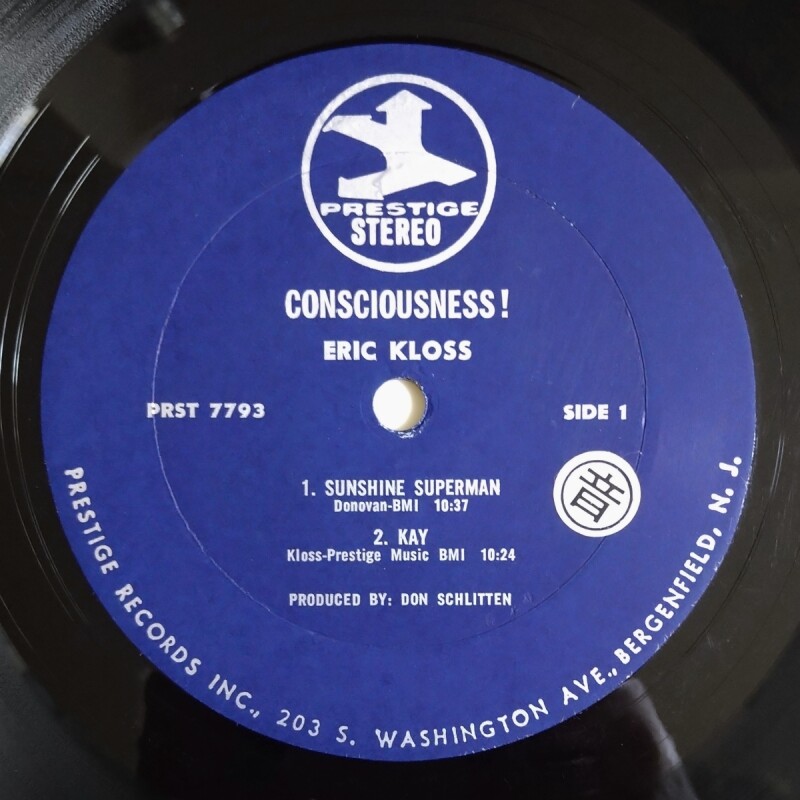 PRESTIGE
STEREO
CONSCIOUSNESS!
ERIC KLOSS
PRST 7793
SIDE 1
1. SUNSHINE SUPERMAN
Donovan-BMI 10:37
2. KAY
Kloss-Prestige Music BMI 10:24
PRODUCED BY: DON SCHLITTEN
音
PRESTIGE RECORDS INC., 203 S. WASHINGTON AVE., BERGENFIELD, N. J.